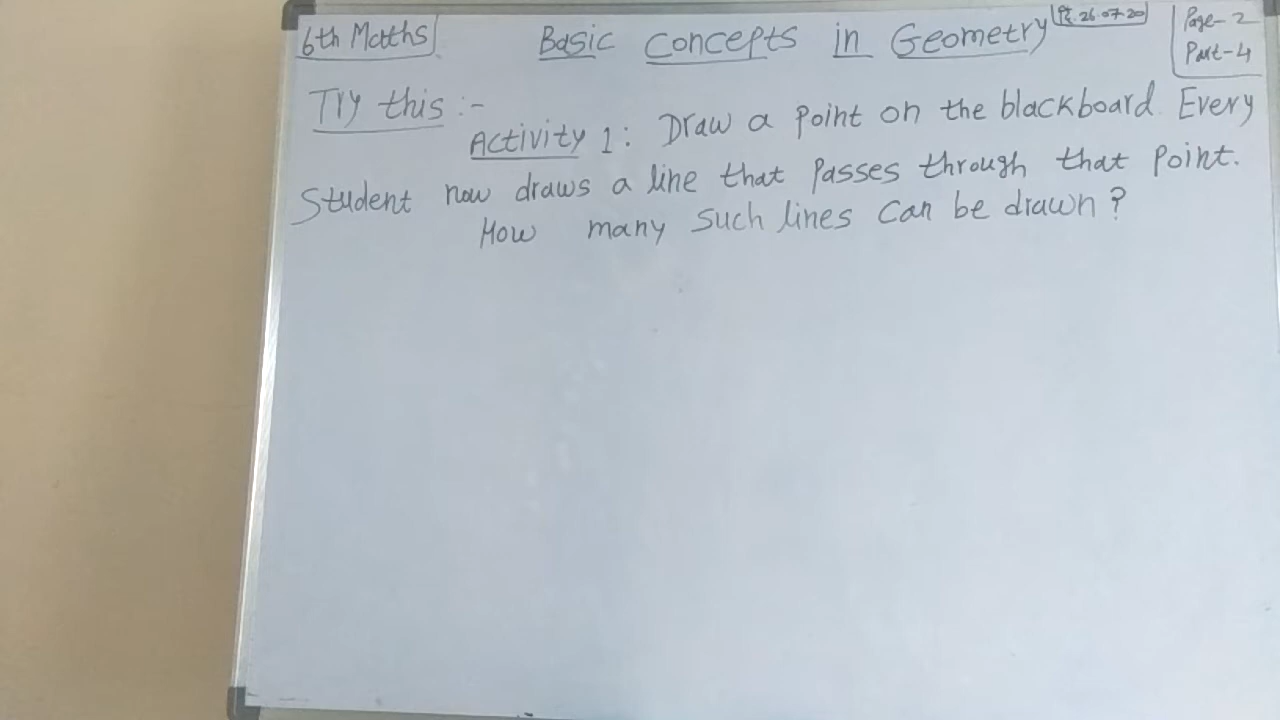 6th Maths Basic Concepts in Geometry 26.07.20 Page-2
Part-4
Try this :-
Activity 1: Draw a point on the blackboard. Every
Student now draws a line that passes through that point.
How many such lines can be drawn?